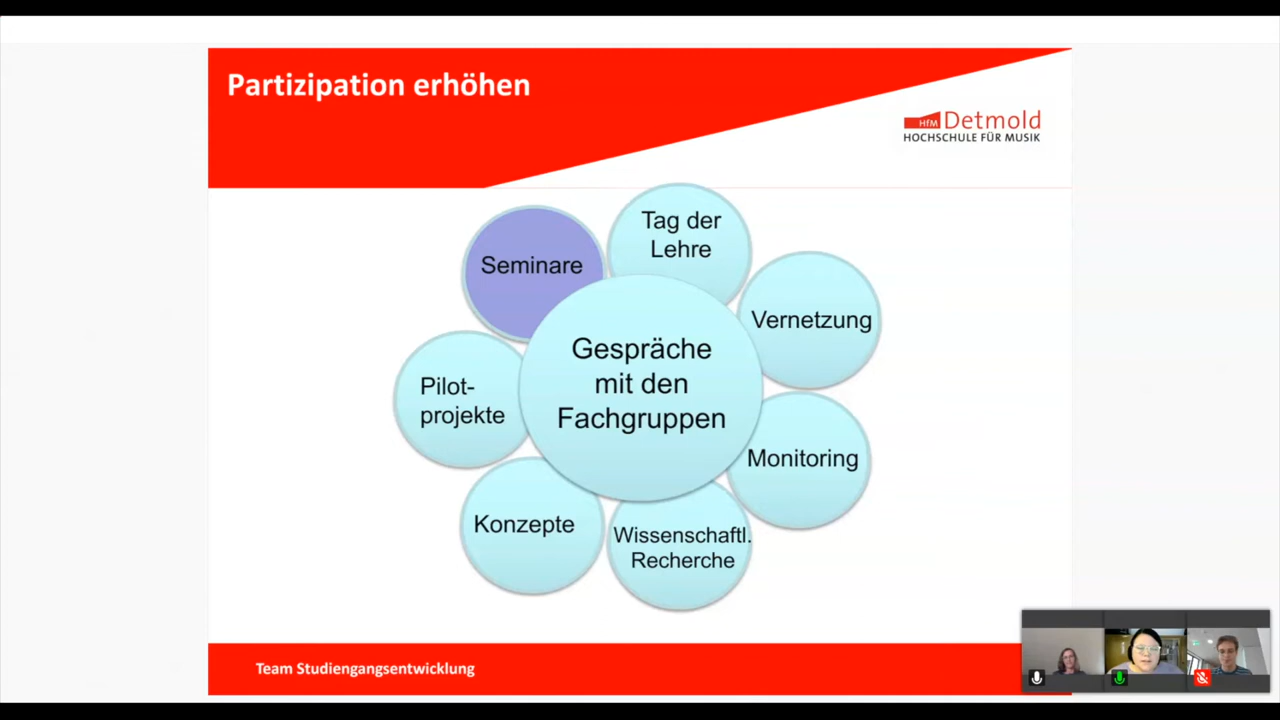 Partizipation erhöhen
HfM Detmold
HOCHSCHULE FÜR MUSIK
Tag der
Lehre
Seminare
Vernetzung
Gespräche
mit den
Fachgruppen
Pilot-
projekte
Monitoring
Konzepte
Wissenschaftl.
Recherche
Team Studiengangsentwicklung